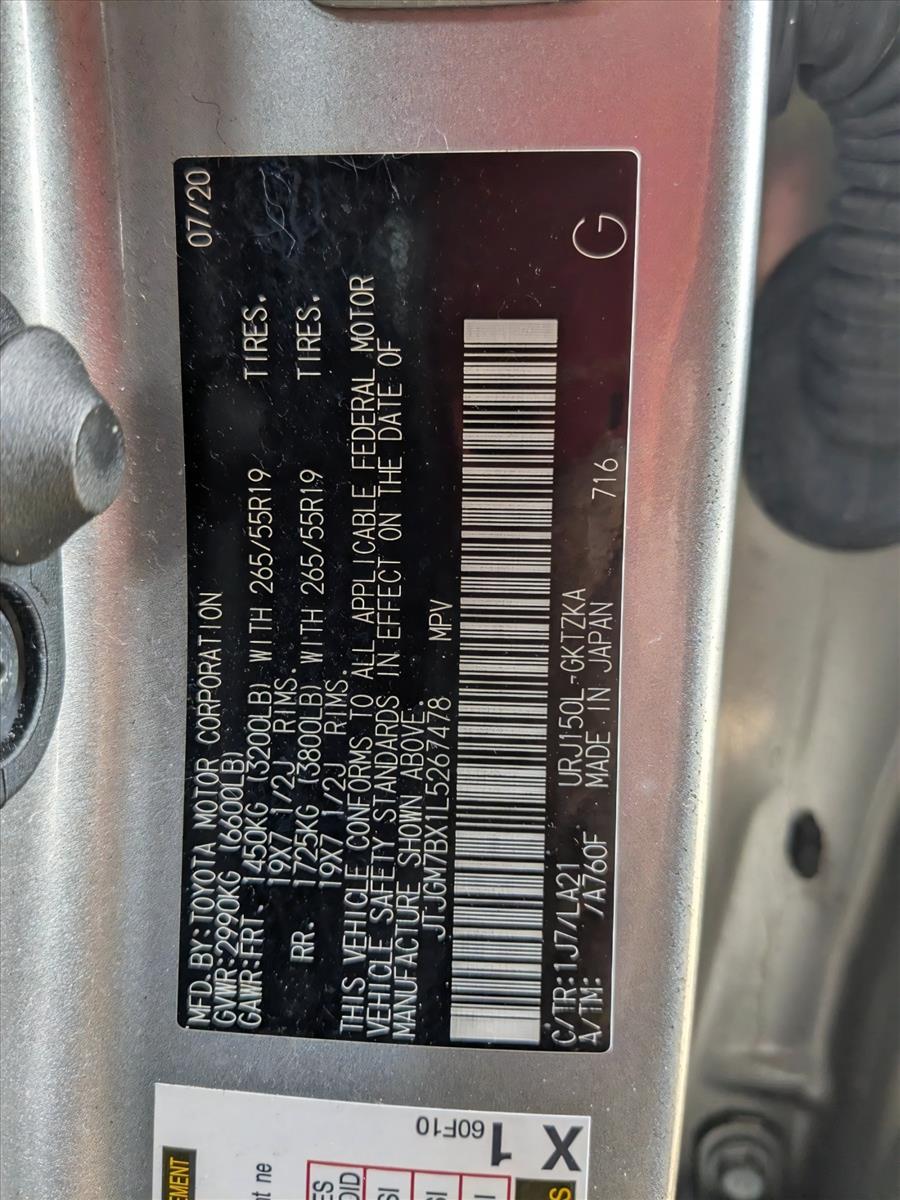 MFD.BY:TOYOTA MOTOR CORPORATION 07/20
GVWR:2990KG (6600LB)
GAWR:FRT. 1450KG (3200LB) WITH 265/55R19 TIRES.
19X7 1/2J RIMS.
RR. 1725KG (3800LB) WITH 265/55R19 TIRES.
19X7 1/2J RIMS.
THIS VEHICLE CONFORMS TO ALL APPLICABLE FEDERAL MOTOR
VEHICLE SAFETY STANDARDS IN EFFECT ON THE DATE OF
MANUFACTURE SHOWN ABOVE.
JTJGM7BX1L5267478 MPV
C/TR:1J7/LA21 URJ150L-GKTZKA
A/TM: /A760F MADE IN JAPAN 716
G
60F10
X1